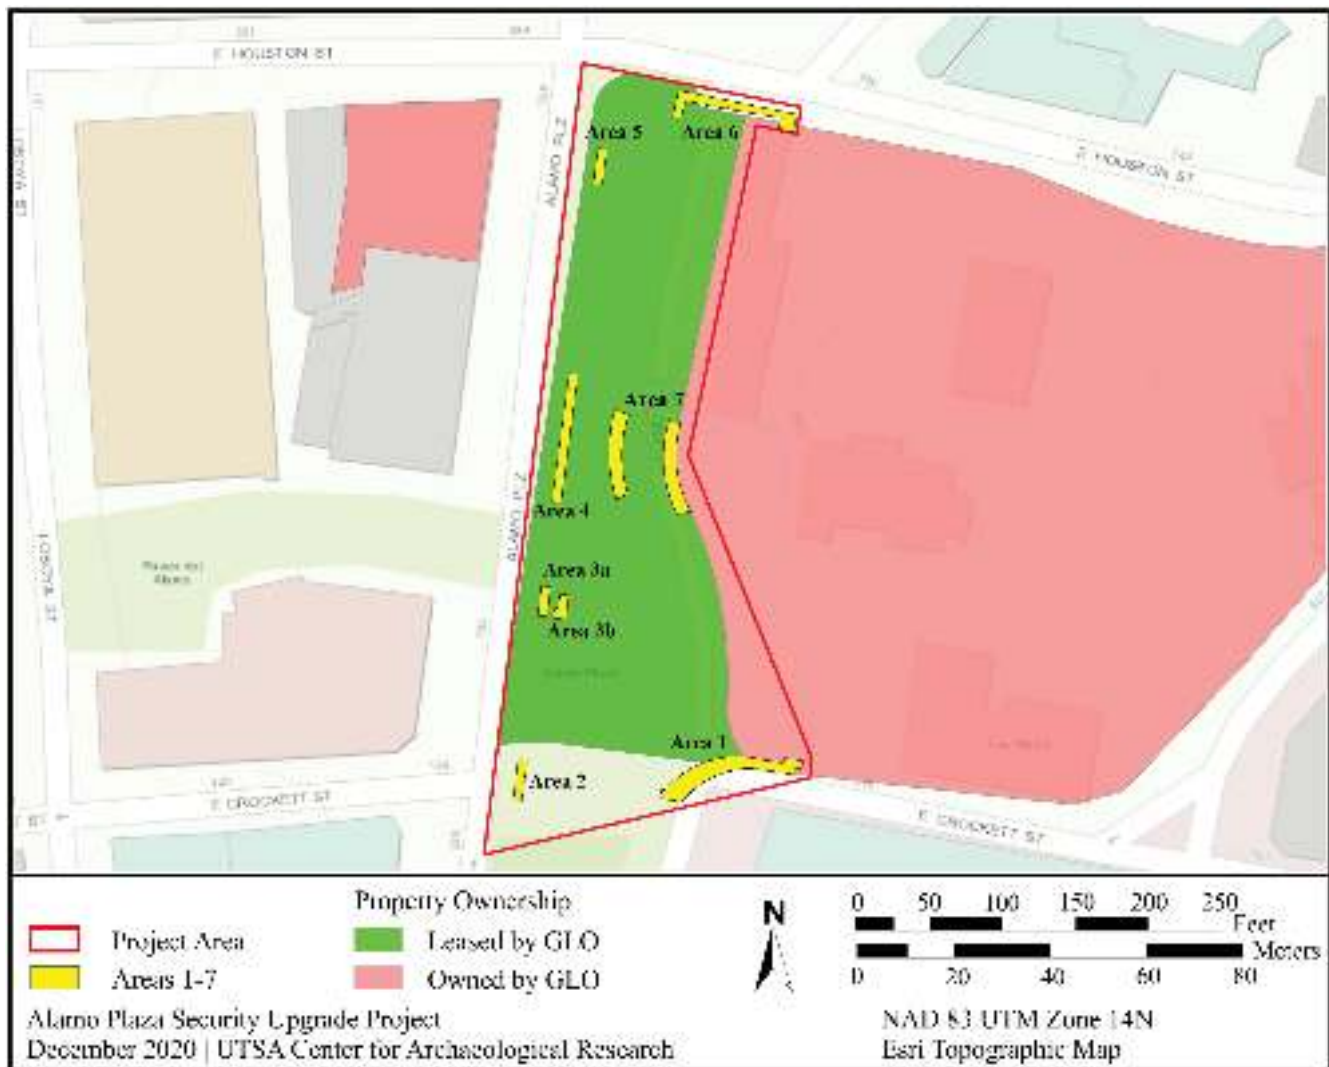 E HOUSTON ST
ALAMO PLZ
E HOUSTON ST
Area 5
Area 6
Area 7
Area 4
ALAMO PLZ
LOSOYA ST
Area 3a
Area 3b
Area 1
Area 2
E CROCKETT ST
E CROCKETT ST
Property Ownership
Project Area
Leased by GLO
Areas 1-7
Owned by GLO
N
0 50 100 150 200 250
Feet
Meters
0 20 40 60 80
Alamo Plaza Security Upgrade Project
NAD 83 UTM Zone 14N
December 2020 | UTSA Center for Archaeological Research
Esri Topographic Map